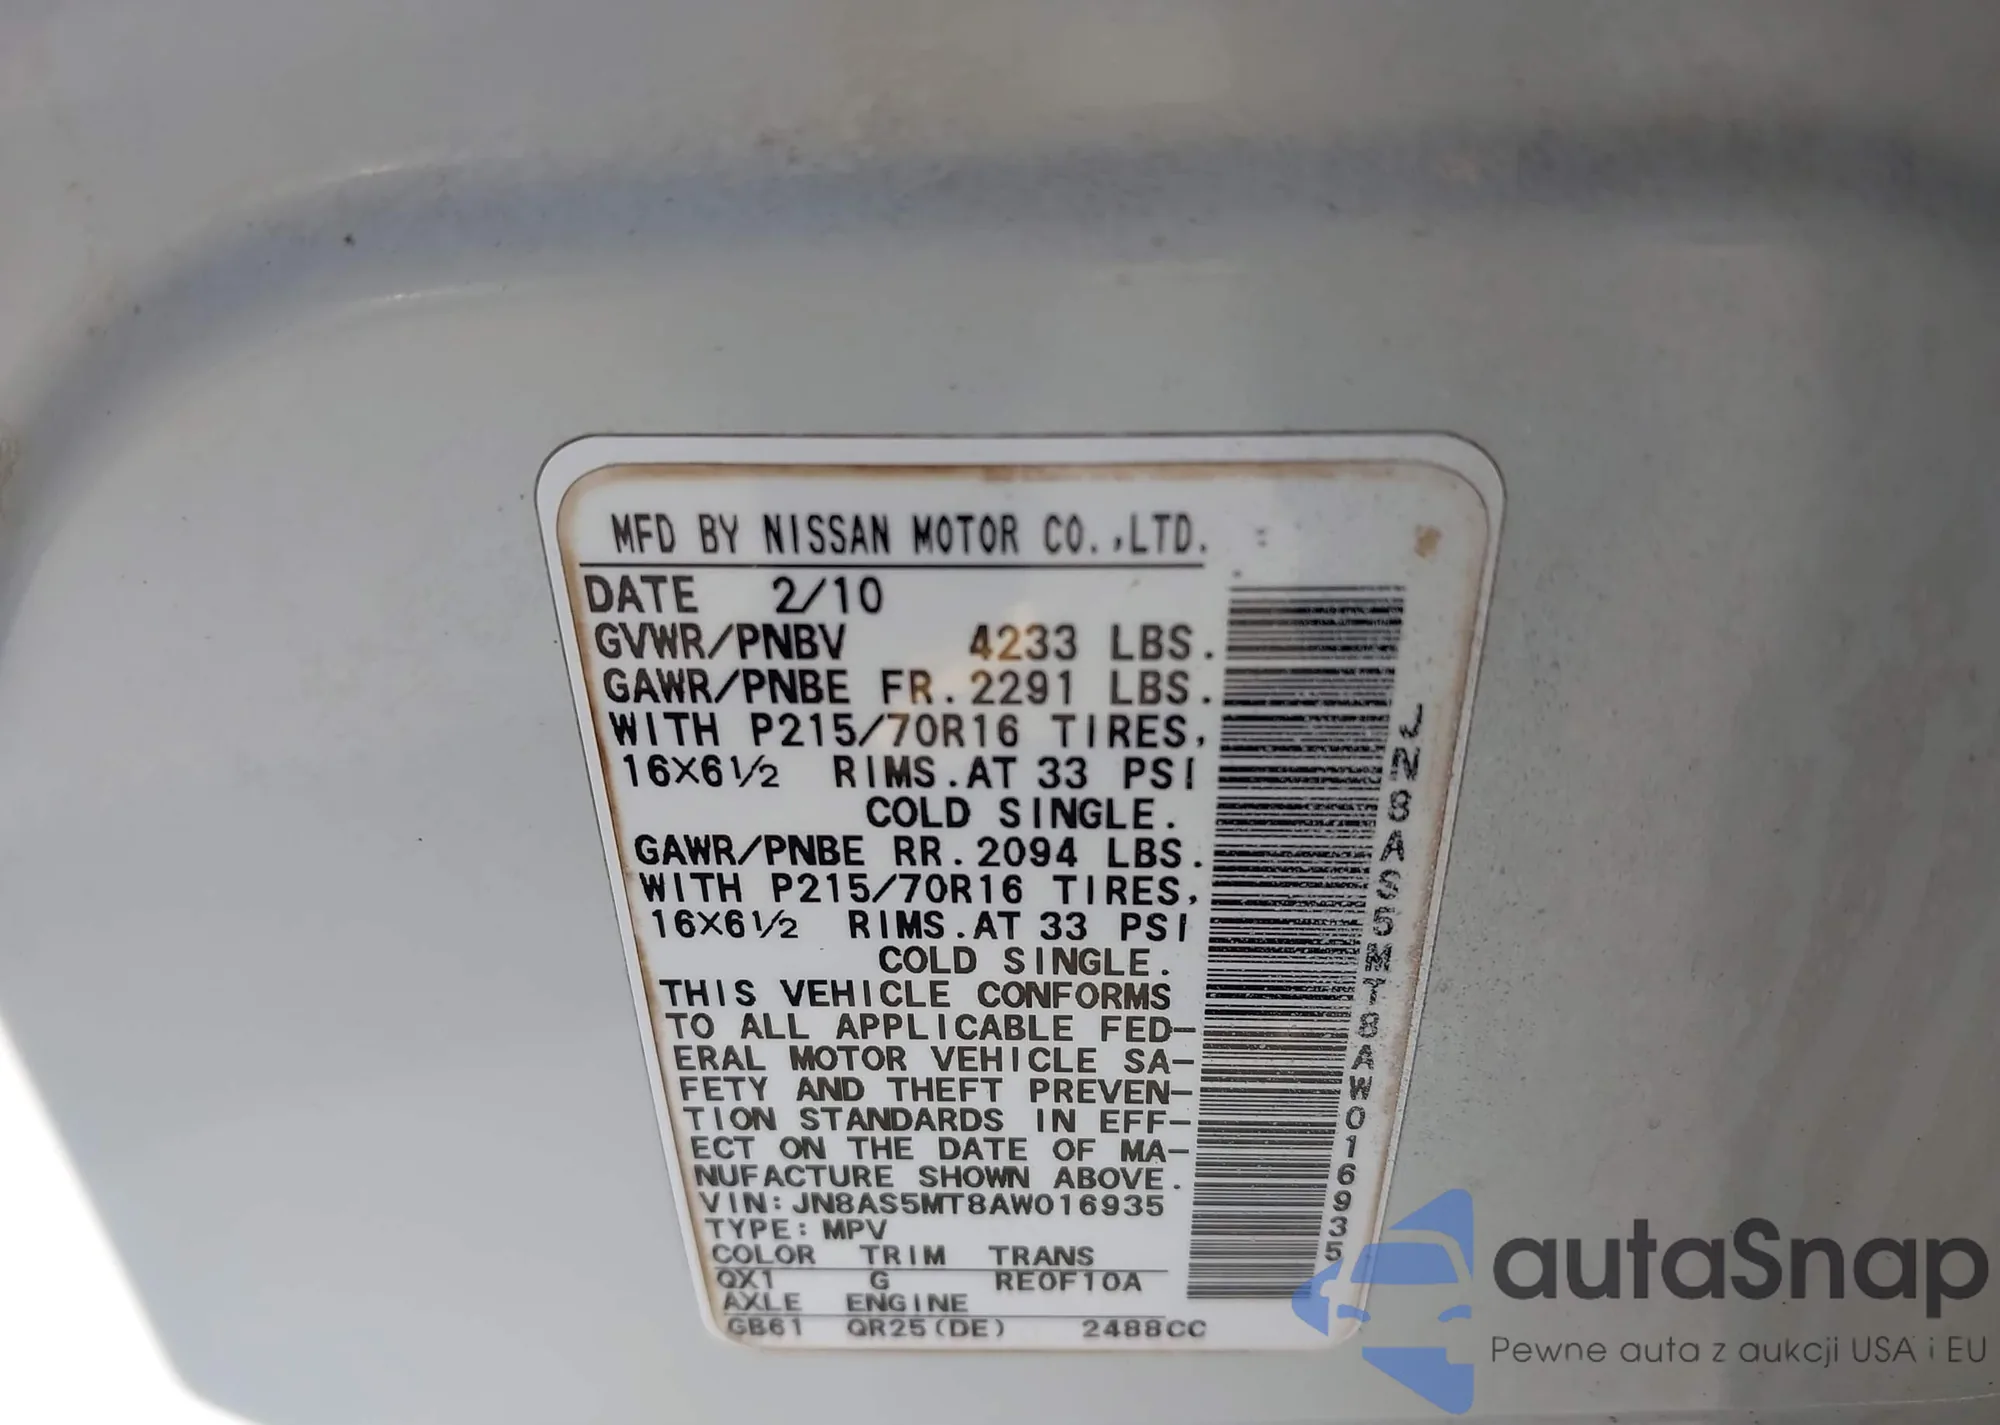 MFD BY NISSAN MOTOR CO.,LTD.
DATE 2/10
GVWR/PNBV 4233 LBS.
GAWR/PNBE FR.2291 LBS.
WITH P215/70R16 TIRES,
16X6½ RIMS.AT 33 PSI
COLD SINGLE.
GAWR/PNBE RR.2094 LBS.
WITH P215/70R16 TIRES,
16X6½ RIMS.AT 33 PSI
COLD SINGLE.
THIS VEHICLE CONFORMS
TO ALL APPLICABLE FED-
ERAL MOTOR VEHICLE SA-
FETY AND THEFT PREVEN-
TION STANDARDS IN EFF-
ECT ON THE DATE OF MA-
NUFACTURE SHOWN ABOVE.
VIN:JN8AS5MT8AW016935
TYPE:MPV
COLOR TRIM TRANS
QX1 G RE0F10A
AXLE ENGINE
GB61 QR25(DE) 2488CC
JN8AS5MT8AW016935
autaSnap
Pewne auta z aukcji USA i EU